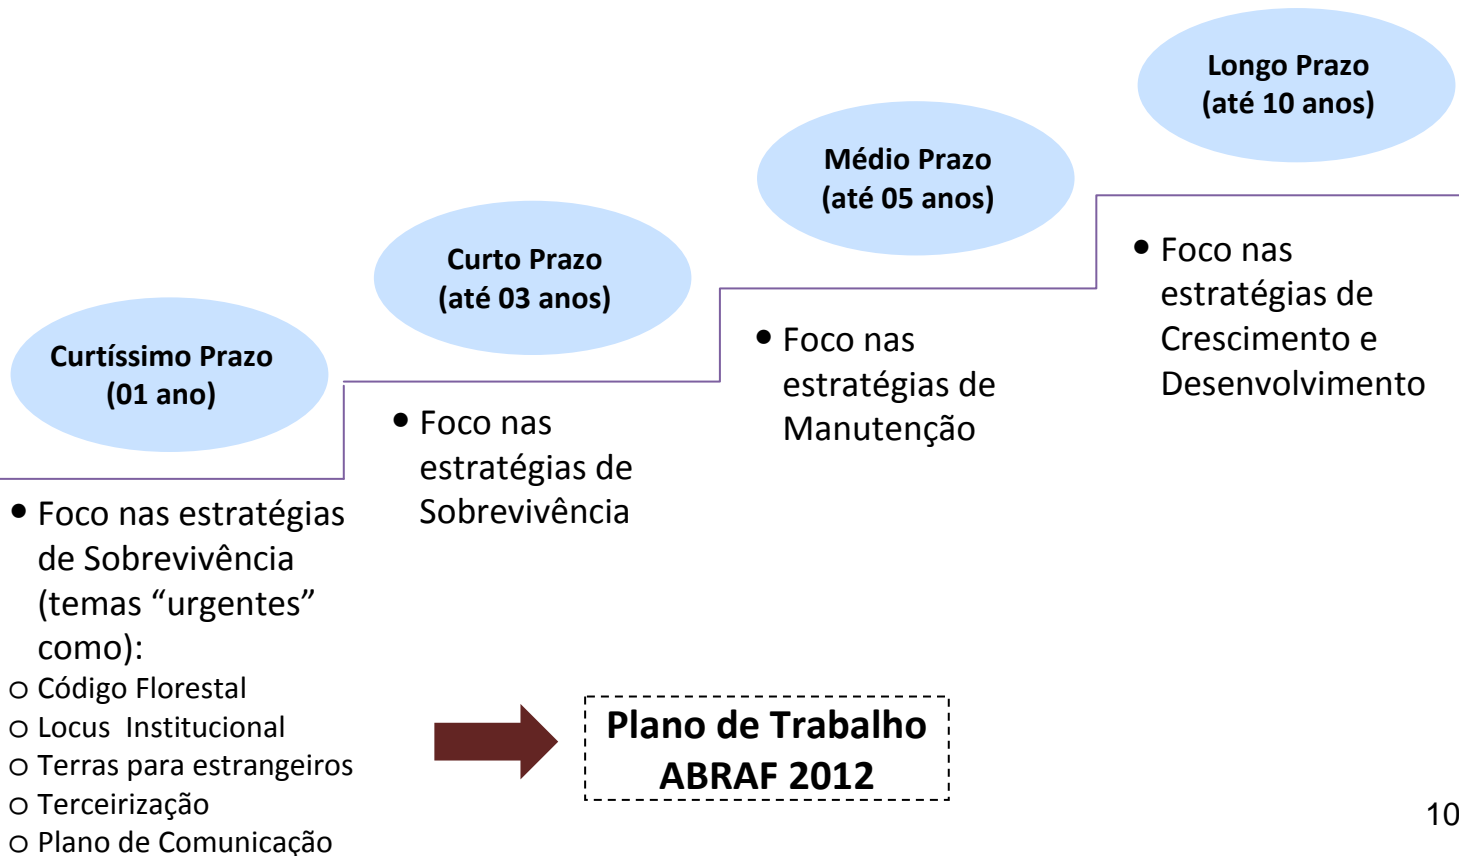 Curtíssimo Prazo
(01 ano)
• Foco nas estratégias
de Sobrevivência
(temas “urgentes”
como):
o Código Florestal
o Locus Institucional
o Terras para estrangeiros
o Terceirização
o Plano de Comunicação
Curto Prazo
(até 03 anos)
• Foco nas
estratégias de
Sobrevivência
Médio Prazo
(até 05 anos)
• Foco nas
estratégias de
Manutenção
Longo Prazo
(até 10 anos)
• Foco nas
estratégias de
Crescimento e
Desenvolvimento
Plano de Trabalho
ABRAF 2012
10